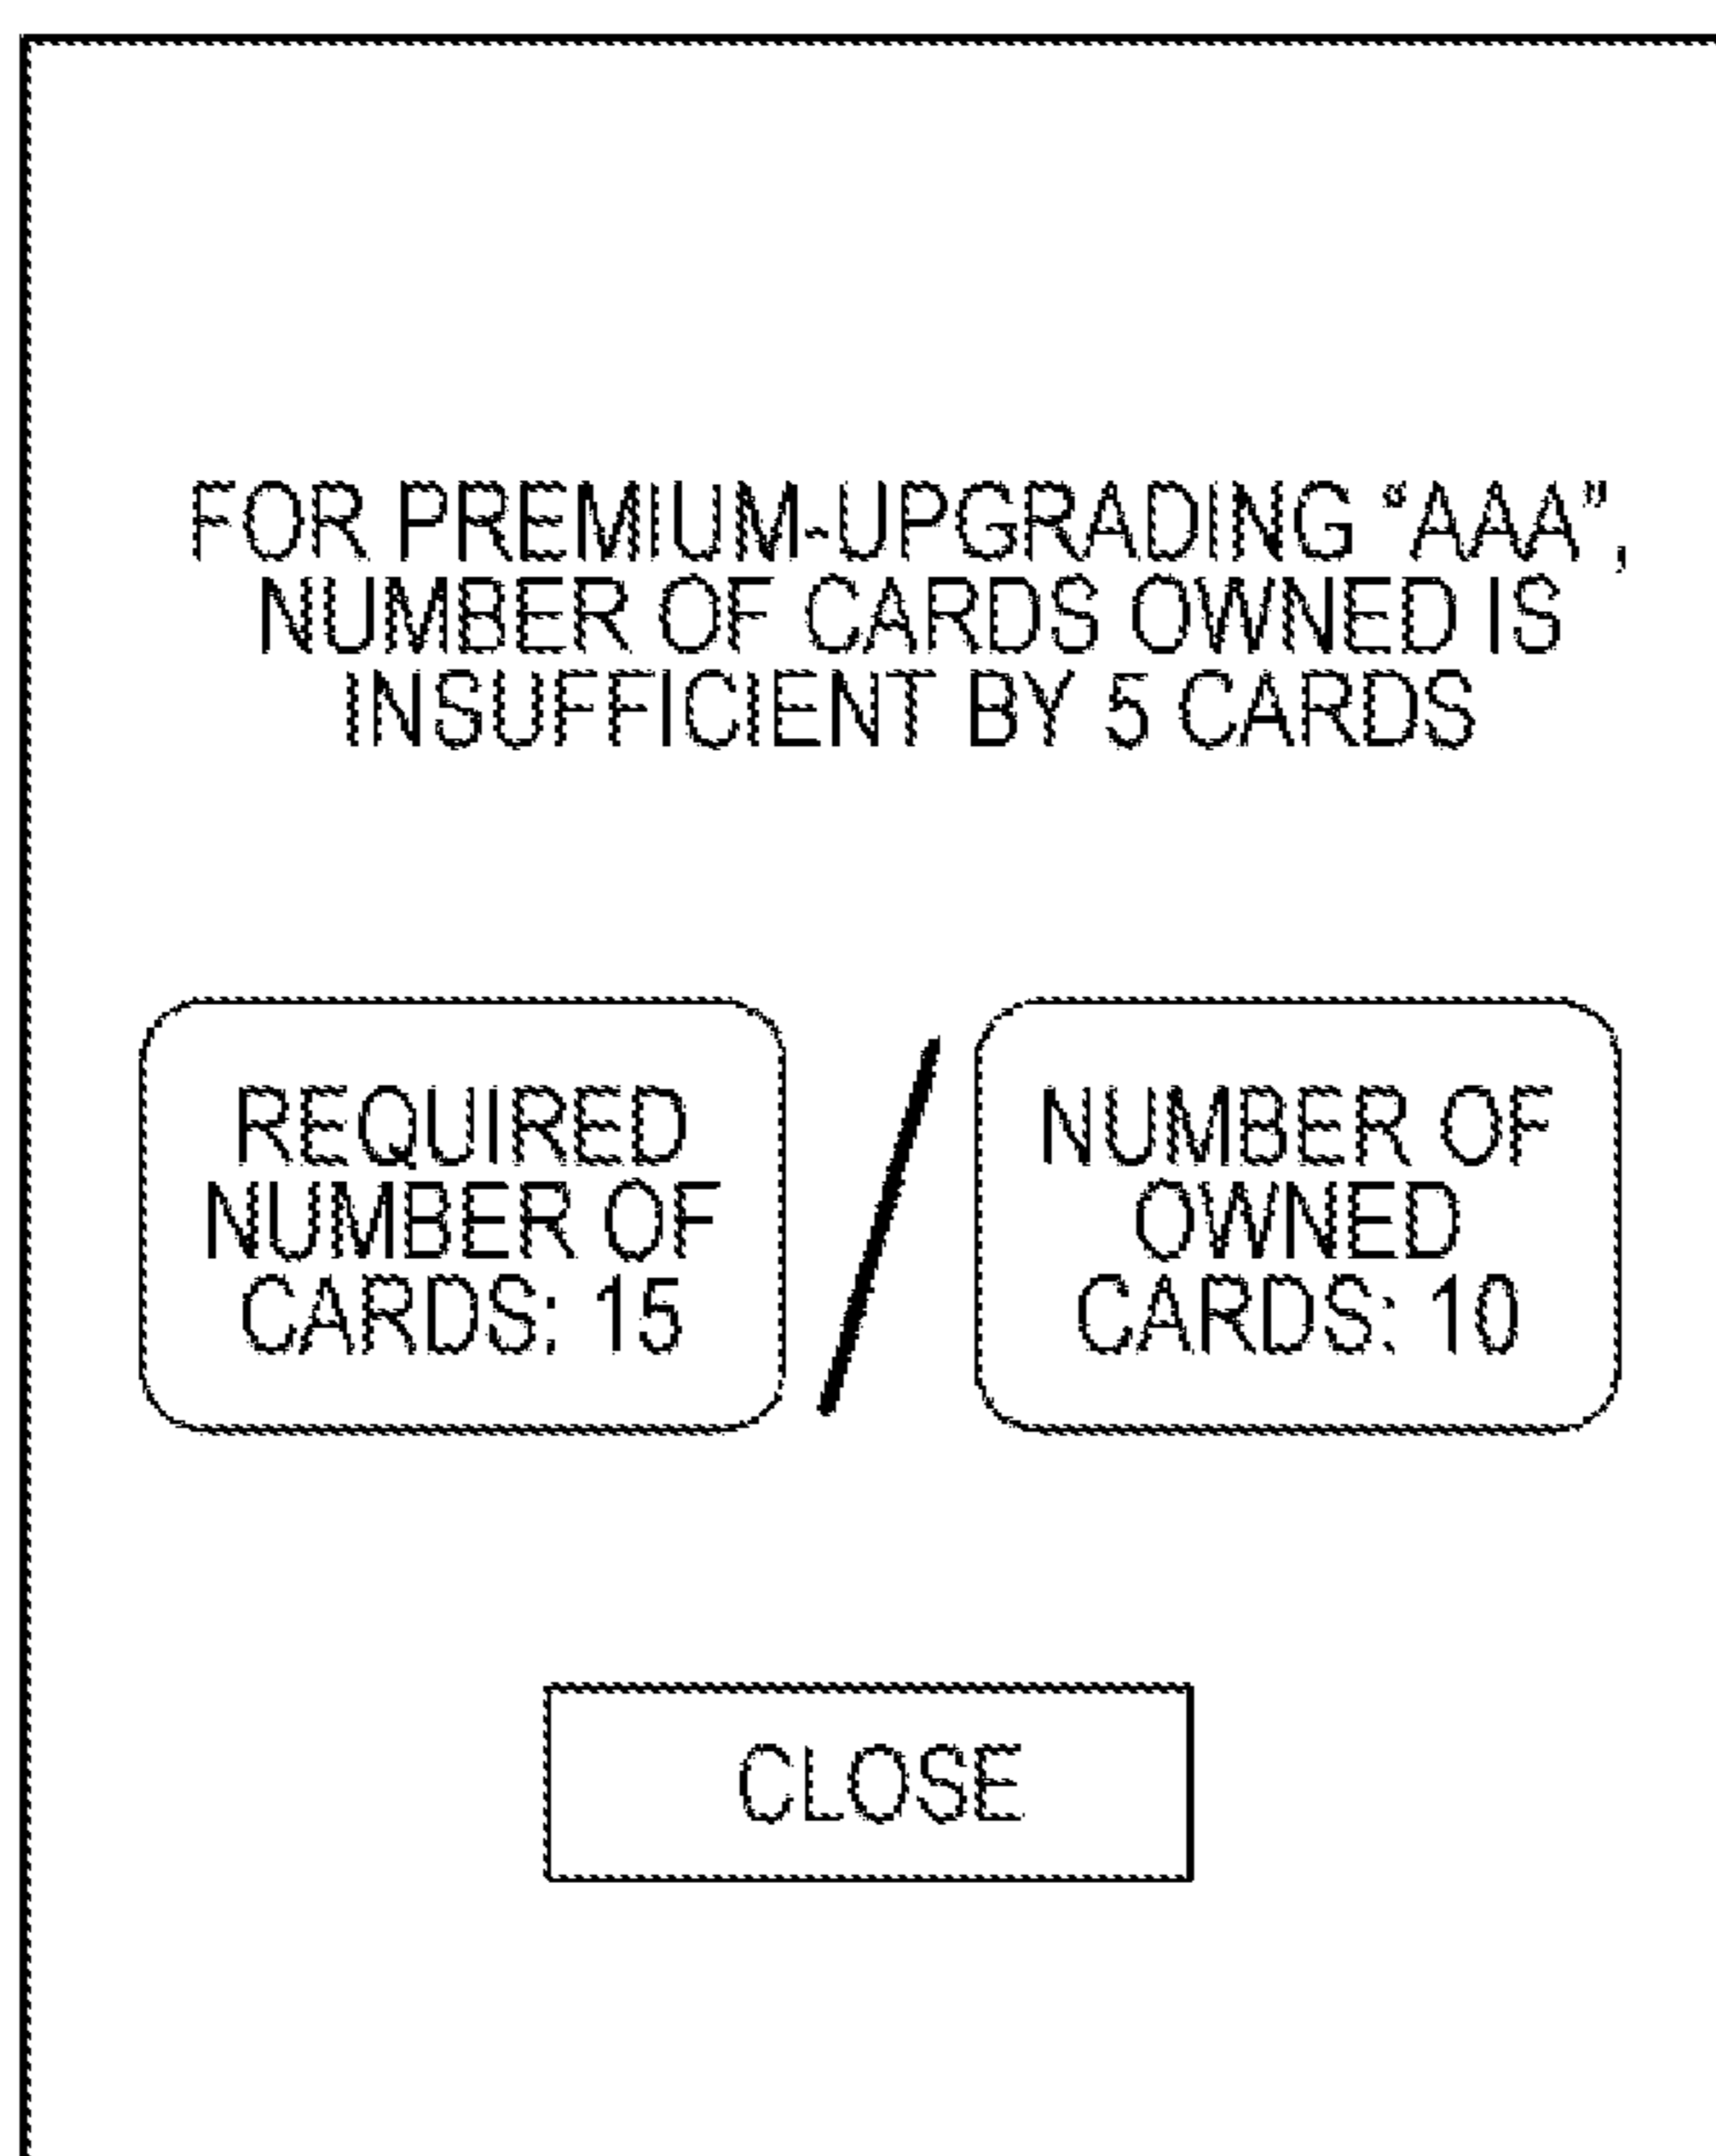 FOR PREMIUM-UPGRADING “AAA”,
NUMBER OF CARDS OWNED IS
INSUFFICIENT BY 5 CARDS
REQUIRED
NUMBER OF
CARDS: 15
NUMBER OF
OWNED
CARDS: 10
CLOSE